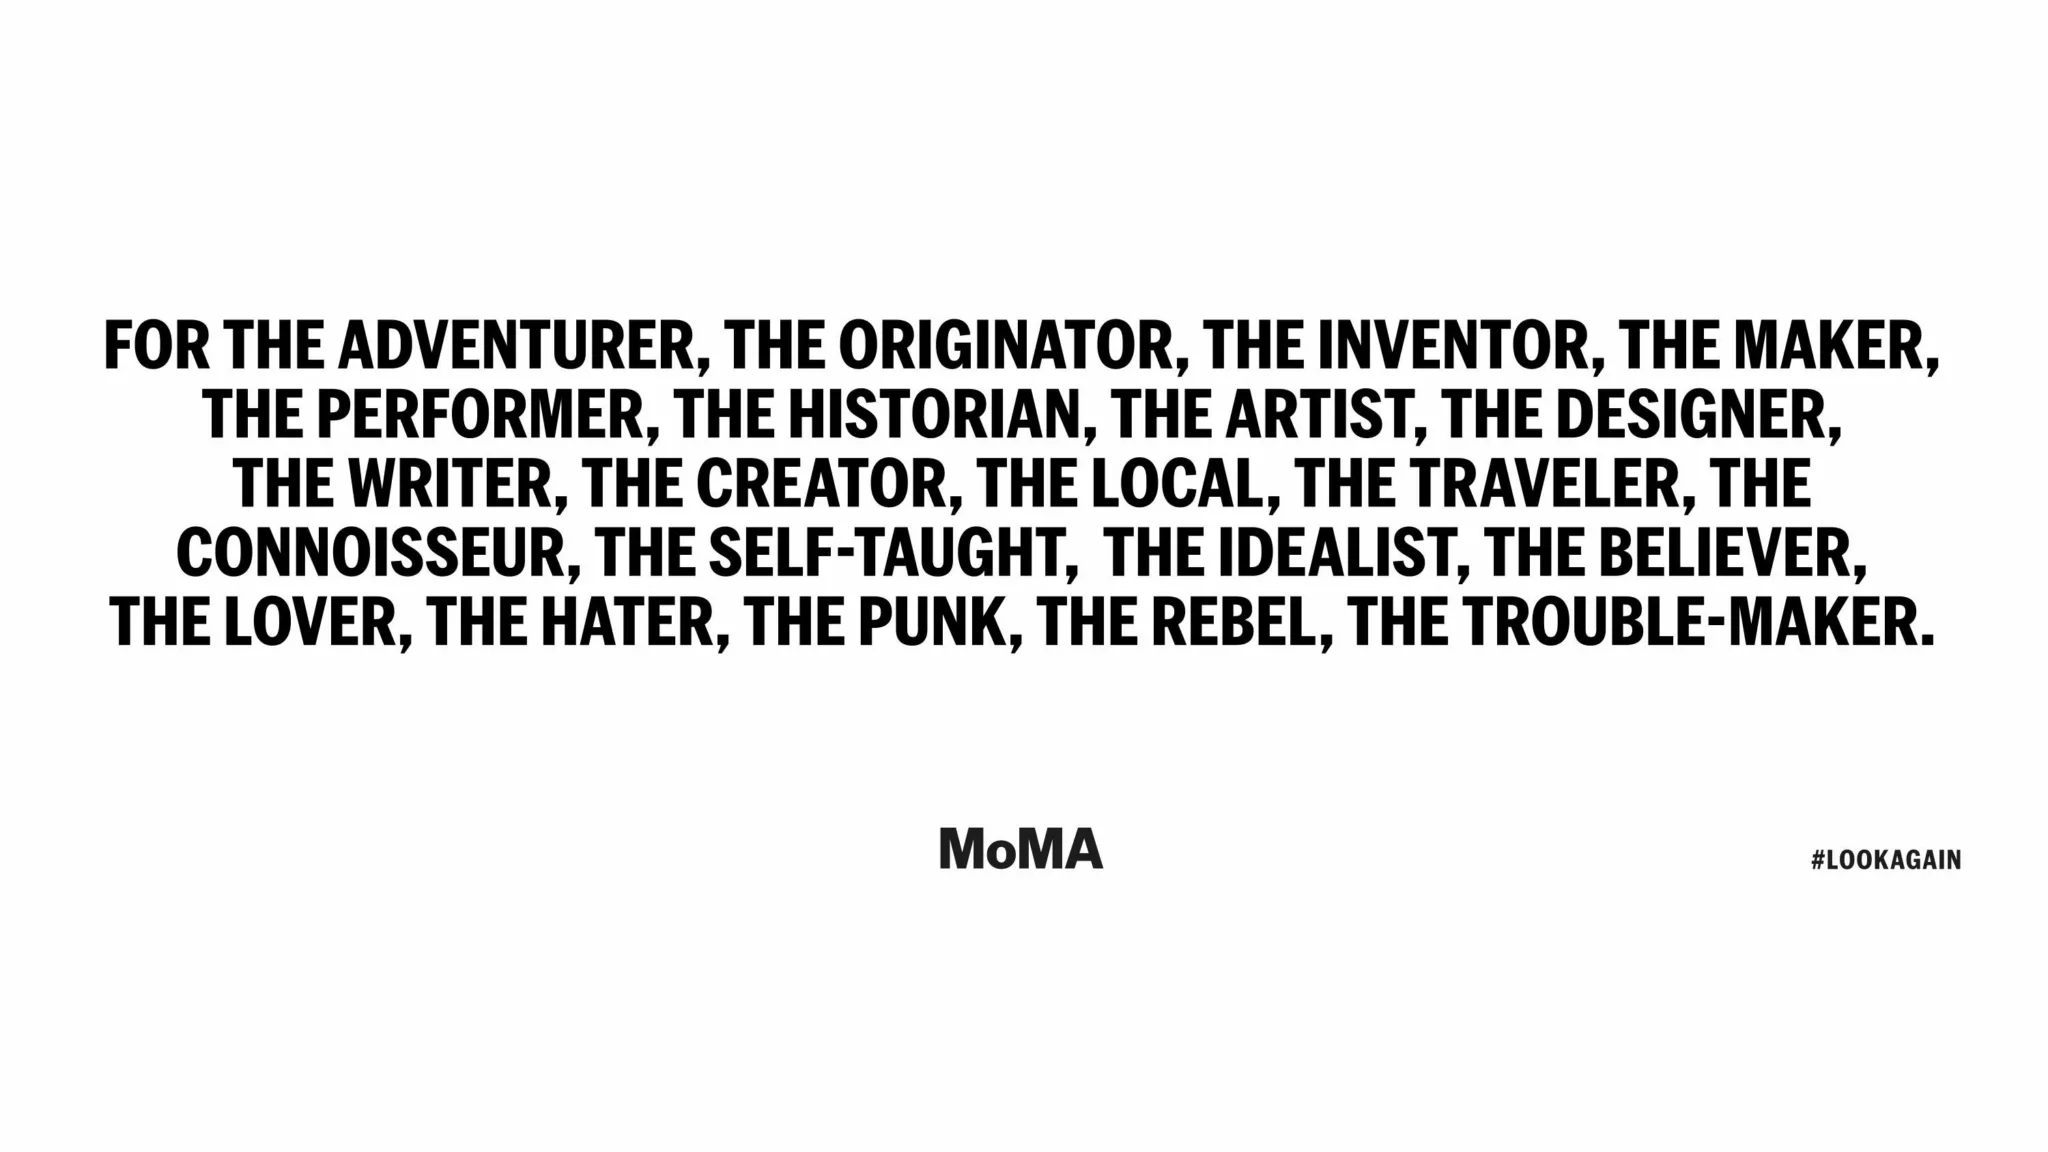 FOR THE ADVENTURER, THE ORIGINATOR, THE INVENTOR, THE MAKER,
THE PERFORMER, THE HISTORIAN, THE ARTIST, THE DESIGNER,
THE WRITER, THE CREATOR, THE LOCAL, THE TRAVELER, THE
CONNOISSEUR, THE SELF-TAUGHT, THE IDEALIST, THE BELIEVER,
THE LOVER, THE HATER, THE PUNK, THE REBEL, THE TROUBLE-MAKER.
MoMA
#LOOKAGAIN